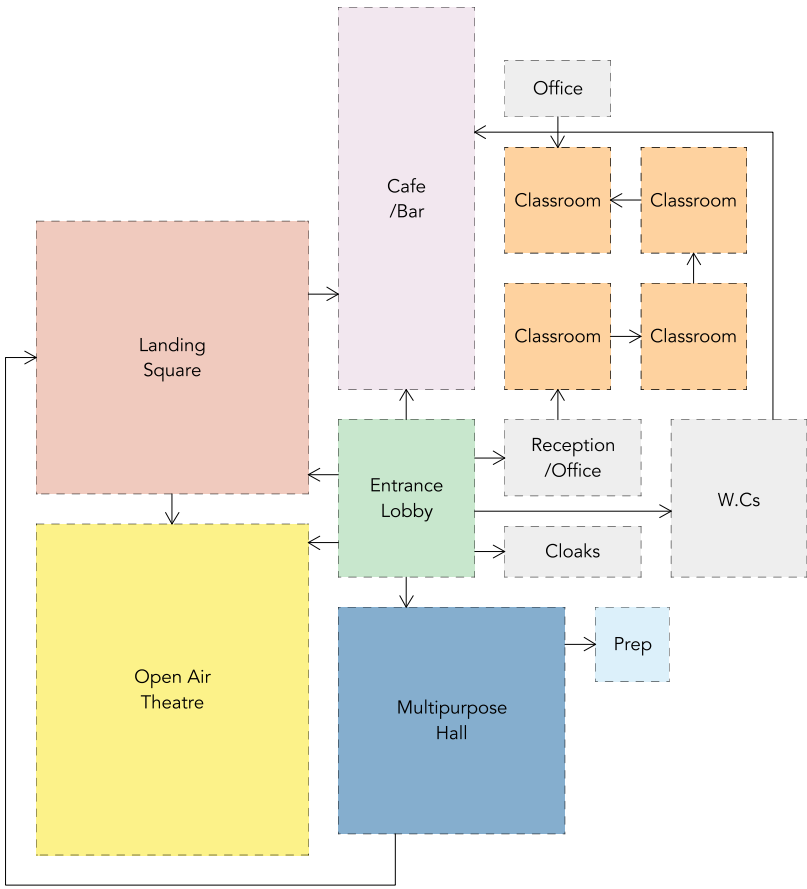 Office
Cafe
/Bar
Classroom
Classroom
Landing
Square
Classroom
Classroom
Reception
/Office
Entrance
Lobby
W.Cs
Cloaks
Open Air
Theatre
Multipurpose
Hall
Prep